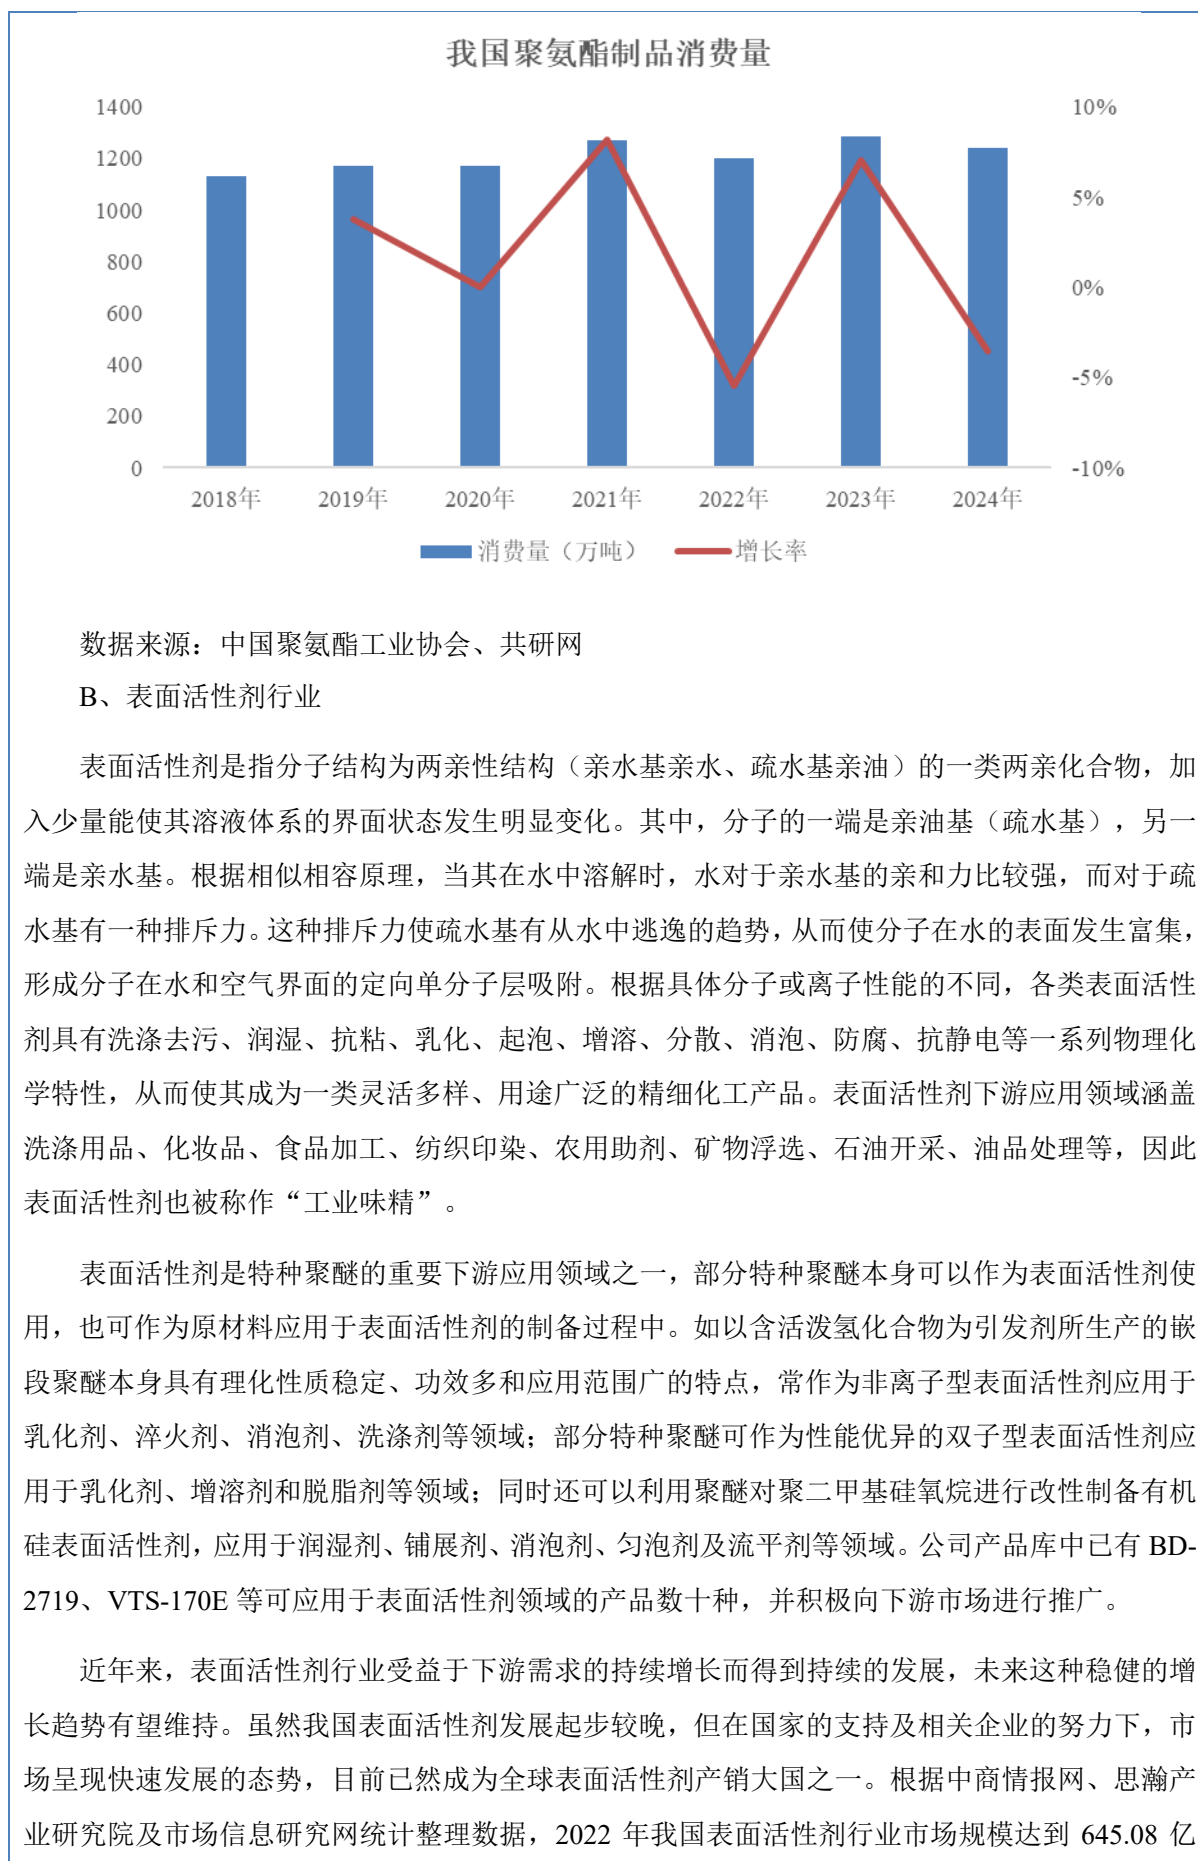 我国聚氨酯制品消费量
1400
1200
1000
800
600
400
200
0
10%
5%
0%
-5%
-10%
2018年 2019年 2020年 2021年 2022年 2023年 2024年
消费量（万吨） 增长率
数据来源：中国聚氨酯工业协会、共研网
B、表面活性剂行业
表面活性剂是指分子结构为两亲性结构（亲水基亲水、疏水基亲油）的一类两亲化合物，加
入少量能使其溶液体系的界面状态发生明显变化。其中，分子的一端是亲油基（疏水基），另一
端是亲水基。根据相似相容原理，当其在水中溶解时，水对于亲水基的亲和力比较强，而对于疏
水基有一种排斥力。这种排斥力使疏水基有从水中逃逸的趋势，从而使分子在水的表面发生富集，
形成分子在水和空气界面的定向单分子层吸附。根据具体分子或离子性能的不同，各类表面活性
剂具有洗涤去污、润湿、抗粘、乳化、起泡、增溶、分散、消泡、防腐、抗静电等一系列物理化
学特性，从而使其成为一类灵活多样、用途广泛的精细化工产品。表面活性剂下游应用领域涵盖
洗涤用品、化妆品、食品加工、纺织印染、农用助剂、矿物浮选、石油开采、油品处理等，因此
表面活性剂也被称作“工业味精”。
表面活性剂是特种聚醚的重要下游应用领域之一，部分特种聚醚本身可以作为表面活性剂使
用，也可作为原材料应用于表面活性剂的制备过程中。如以含活泼氢化合物为引发剂所生产的嵌
段聚醚本身具有理化性质稳定、功效多和应用范围广的特点，常作为非离子型表面活性剂应用于
乳化剂、淬火剂、消泡剂、洗涤剂等领域；部分特种聚醚可作为性能优异的双子型表面活性剂应
用于乳化剂、增溶剂和脱脂剂等领域；同时还可以利用聚醚对聚二甲基硅氧烷进行改性制备有机
硅表面活性剂，应用于润湿剂、铺展剂、消泡剂、匀泡剂及流平剂等领域。公司产品库中已有 BD-
2719、VTS-170E 等可应用于表面活性剂领域的产品数十种，并积极向下游市场进行推广。
近年来，表面活性剂行业受益于下游需求的持续增长而得到持续的发展，未来这种稳健的增
长趋势有望维持。虽然我国表面活性剂发展起步较晚，但在国家的支持及相关企业的努力下，市
场呈现快速发展的态势，目前已然成为全球表面活性剂产销大国之一。根据中商情报网、思瀚产
业研究院及市场信息研究网统计整理数据，2022 年我国表面活性剂行业市场规模达到 645.08 亿